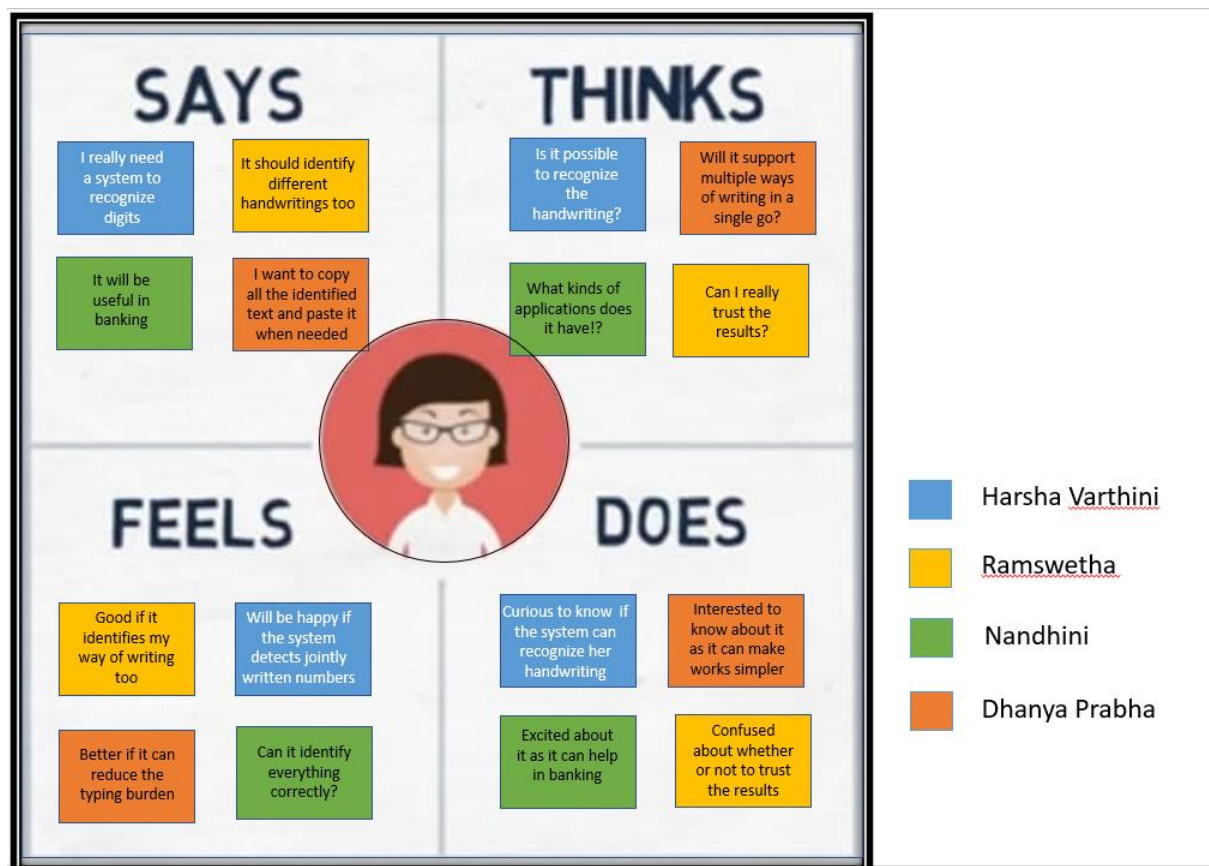 SAYS
I really need
a system to
recognize
digits
It should identify
different
handwritings too
It will be
useful in
banking
I want to copy
all the identified
text and paste it
when needed
THINKS
Is it possible
to recognize
the
handwriting?
Will it support
multiple ways
of writing in a
single go?
What kinds of
applications does
it have!?
Can I really
trust the
results?
FEELS
Good if it
identifies my
way of writing
too
Will be happy if
the system
detects jointly
written numbers
Better if it can
reduce the
typing burden
Can it identify
everything
correctly?
DOES
Curious to know if
the system can
recognize her
handwriting
Interested to
know about it
as it can make
works simpler
Excited about
it as it can help
in banking
Confused
about whether
or not to trust
the results
Harsha Varthini
Ramswetha
Nandhini
Dhanya Prabha